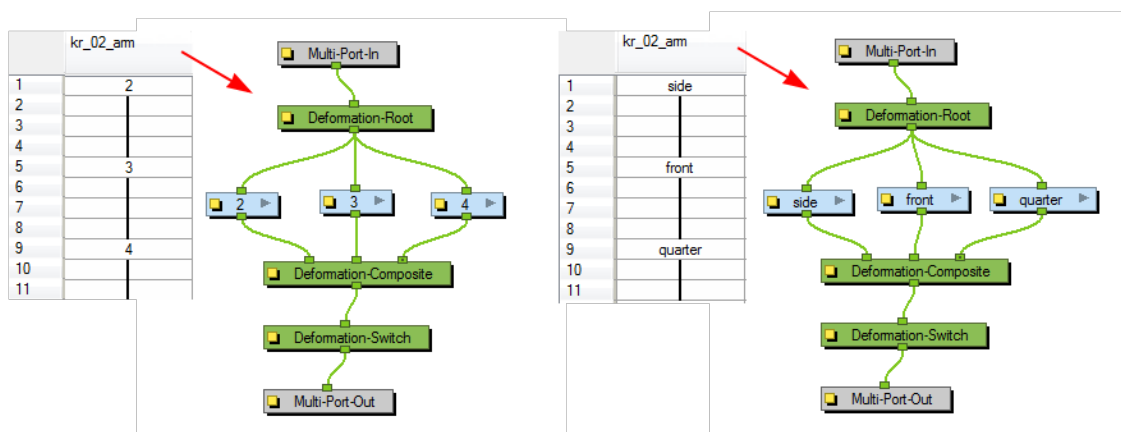 kr_02_arm
1 2
2
3
4
5 3
6
7
8
9 4
10
11
Multi-Port-In
Deformation-Root
2 3 4
Deformation-Composite
Deformation-Switch
Multi-Port-Out
kr_02_arm
1 side
2
3
4
5 front
6
7
8
9 quarter
10
11
Multi-Port-In
Deformation-Root
side front quarter
Deformation-Composite
Deformation-Switch
Multi-Port-Out